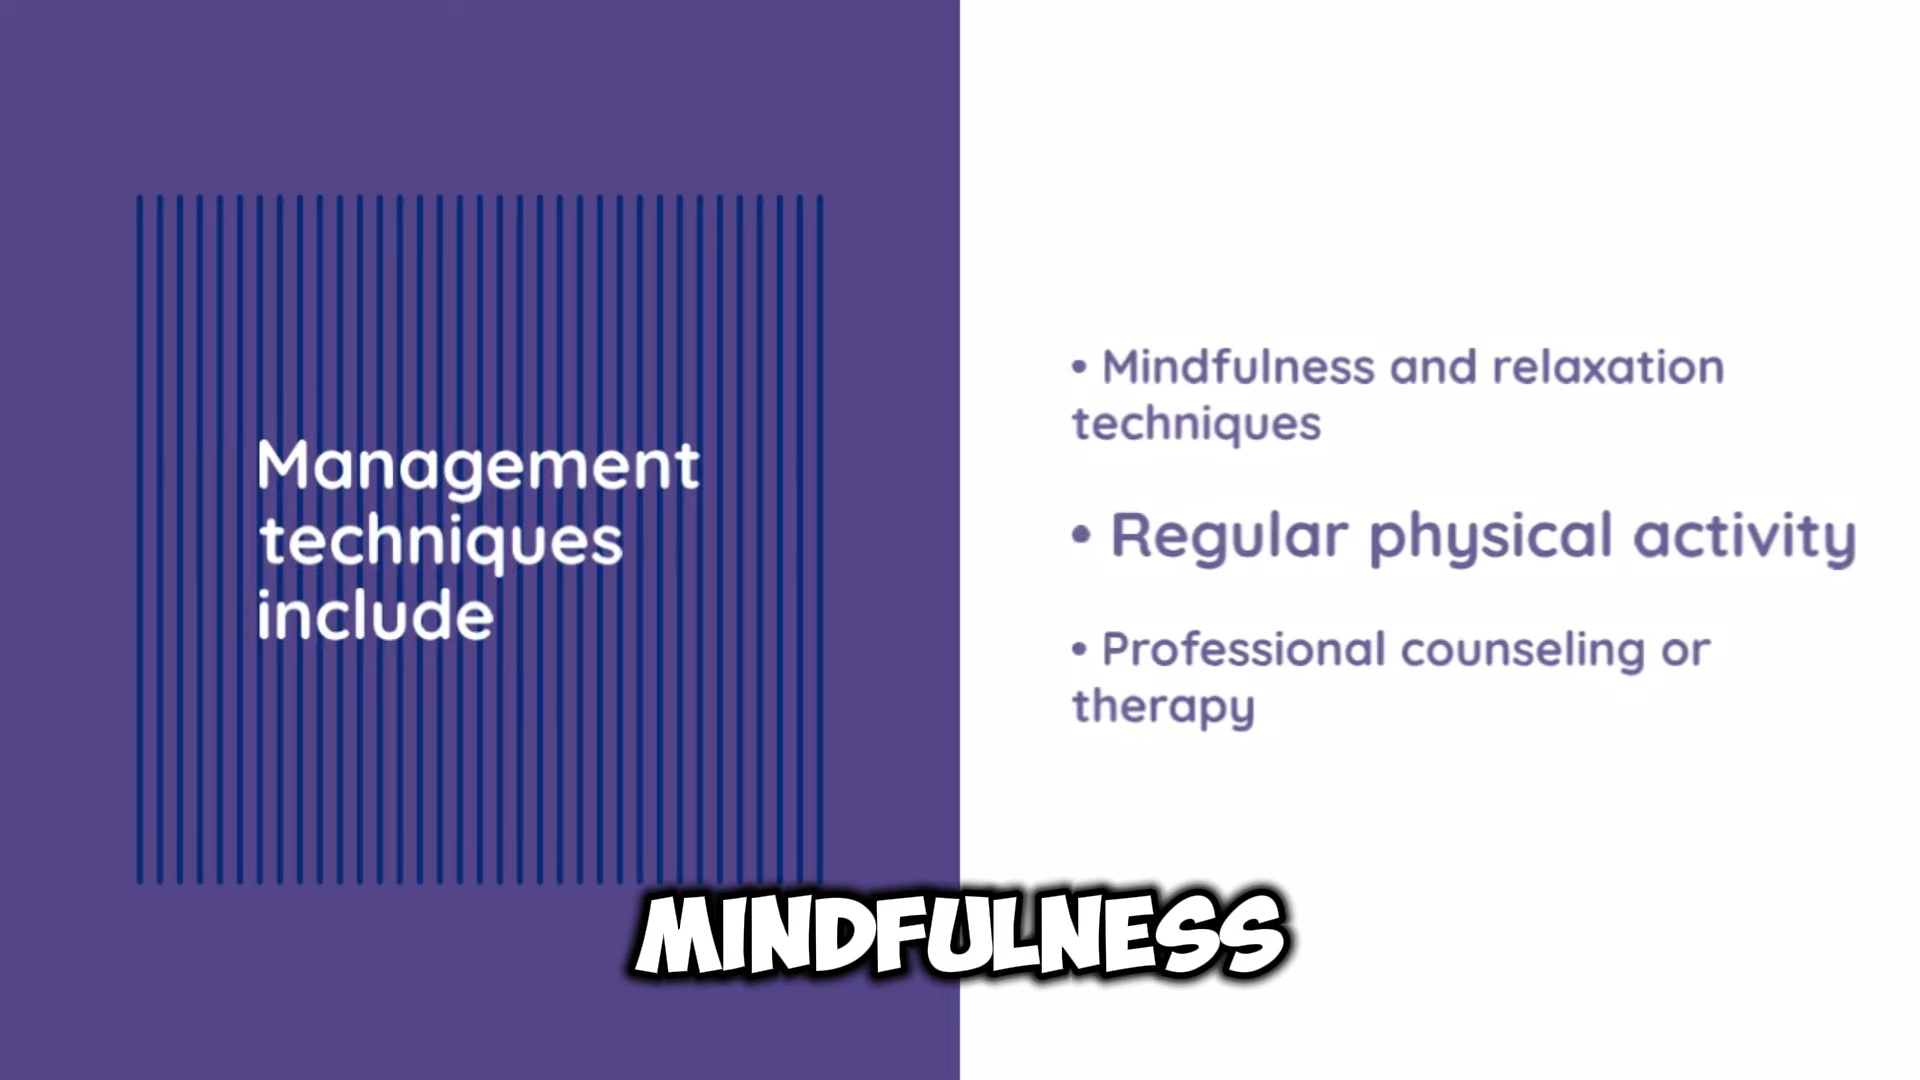 Management
techniques
include
• Mindfulness and relaxation
techniques
• Regular physical activity
• Professional counseling or
therapy
MINDFULNESS